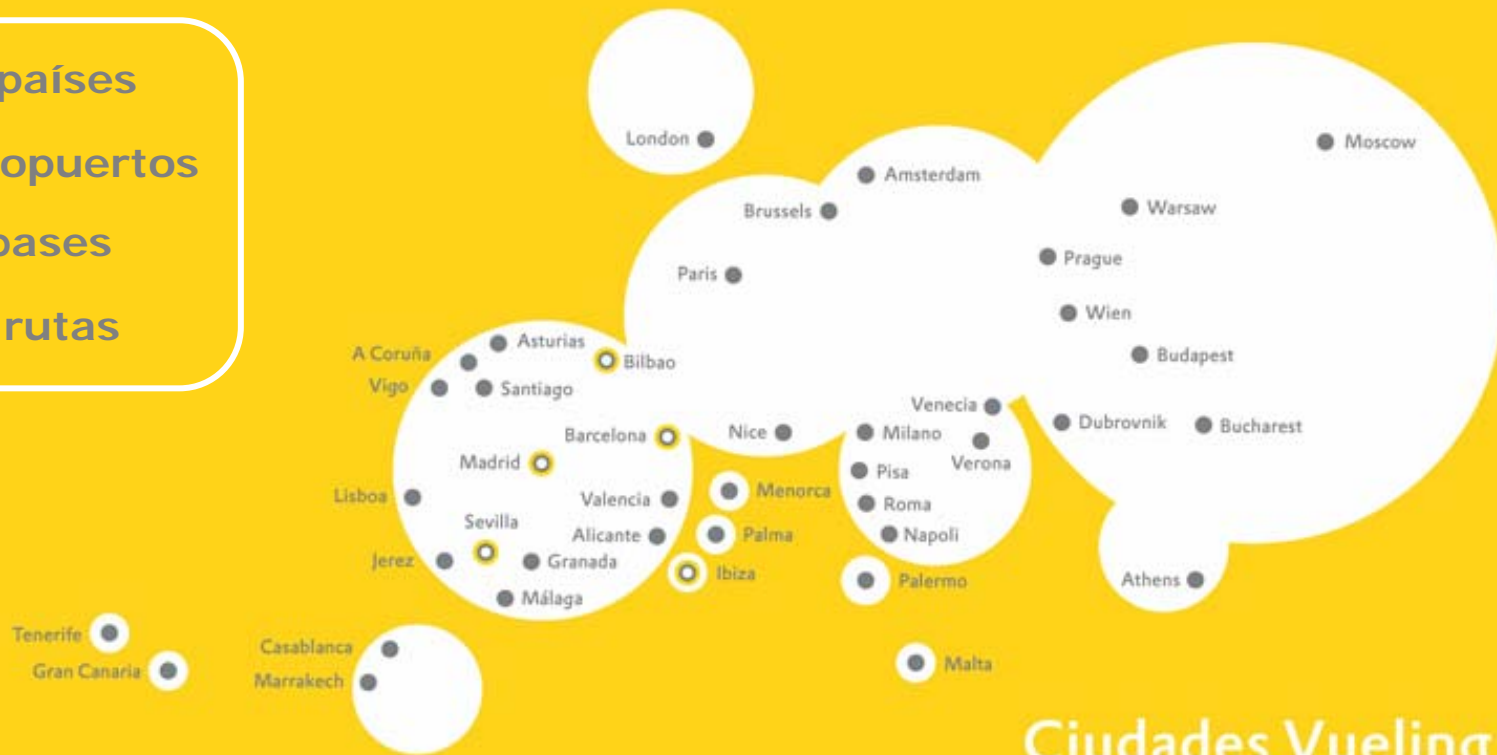 países
opuertos
bases
rutas
London
Moscow
Amsterdam
Brussels
Warsaw
Prague
Paris
Wien
Asturias
A Coruña
Bilbao
Budapest
Vigo
Santiago
Venecia
Barcelona
Nice
Milano
Dubrovnik
Bucharest
Madrid
Verona
Pisa
Lisboa
Valencia
Menorca
Roma
Sevilla
Alicante
Palma
Napoli
Jerez
Granada
Ibiza
Palermo
Athens
Málaga
Tenerife
Casablanca
Gran Canaria
Marrakech
Malta
Ciudades Vueling